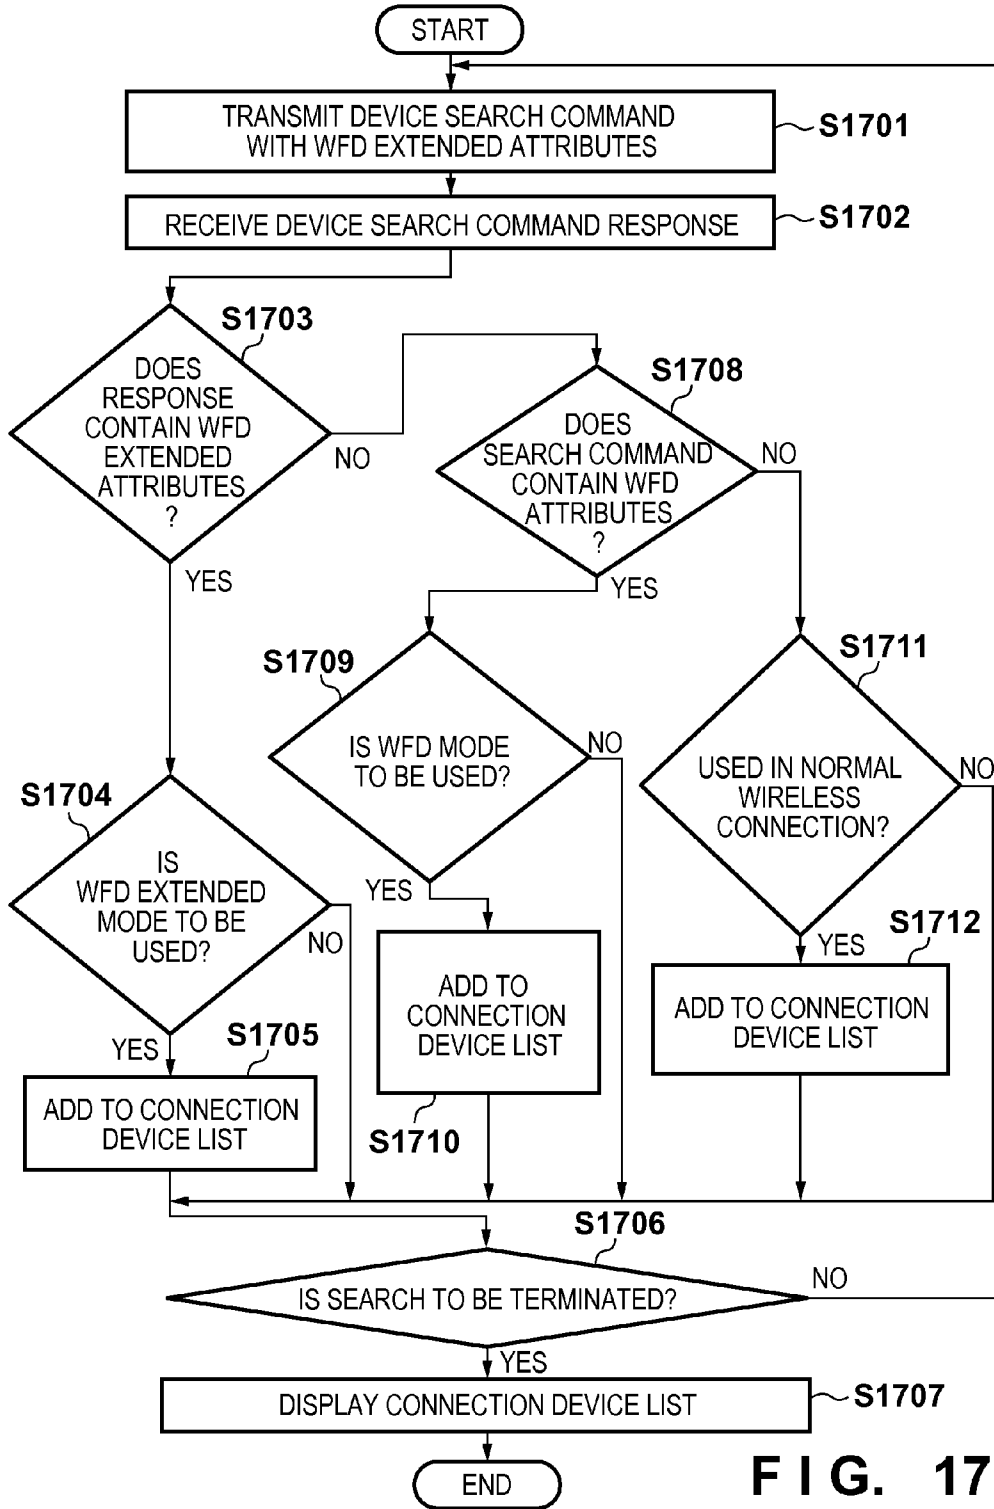 START
TRANSMIT DEVICE SEARCH COMMAND
WITH WFD EXTENDED ATTRIBUTES
S1701
RECEIVE DEVICE SEARCH COMMAND RESPONSE
S1702
S1703
DOES
RESPONSE
CONTAIN WFD
EXTENDED
ATTRIBUTES
?
NO
YES
S1708
DOES
SEARCH COMMAND
CONTAIN WFD
ATTRIBUTES
?
NO
YES
S1709
IS WFD MODE
TO BE USED?
NO
YES
S1711
USED IN NORMAL
WIRELESS
CONNECTION?
NO
YES
S1704
IS
WFD EXTENDED
MODE TO BE
USED?
NO
YES
S1705
ADD TO CONNECTION
DEVICE LIST
ADD TO
CONNECTION
DEVICE LIST
S1710
S1712
ADD TO CONNECTION
DEVICE LIST
S1706
IS SEARCH TO BE TERMINATED?
NO
YES
DISPLAY CONNECTION DEVICE LIST
S1707
END
FIG. 17